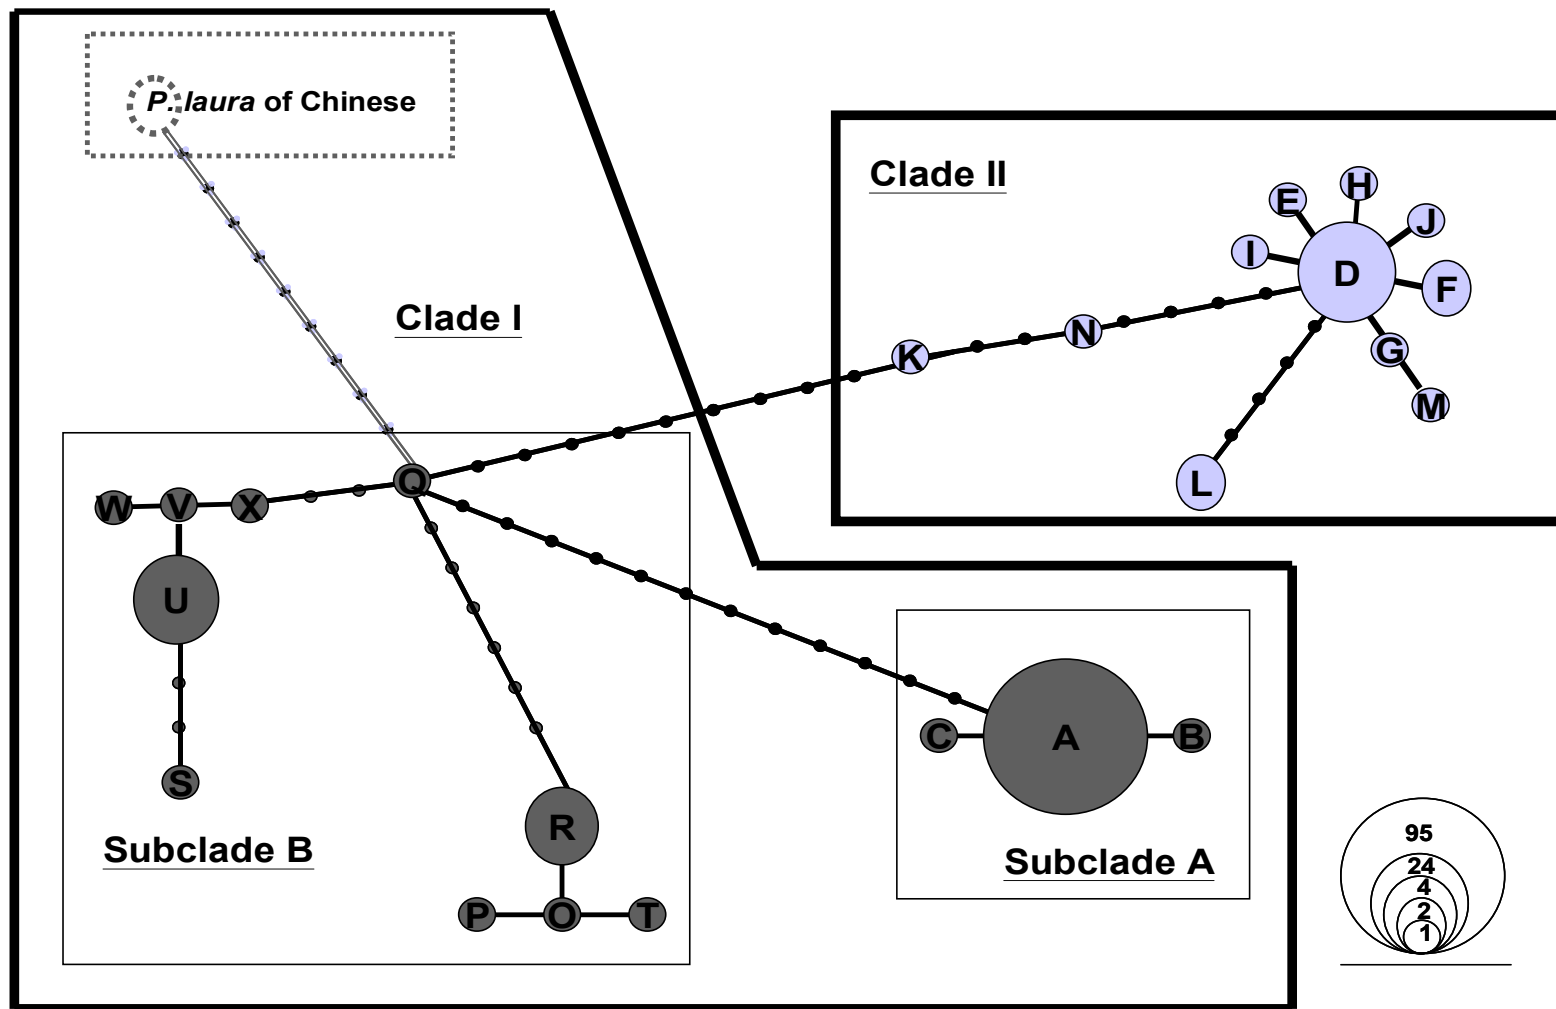 P. laura of Chinese
Clade I
Clade II
E
H
J
I
D
F
G
M
K
N
L
Q
W
V
X
U
S
R
P
O
T
Subclade B
C
A
B
Subclade A
95
24
4
2
1